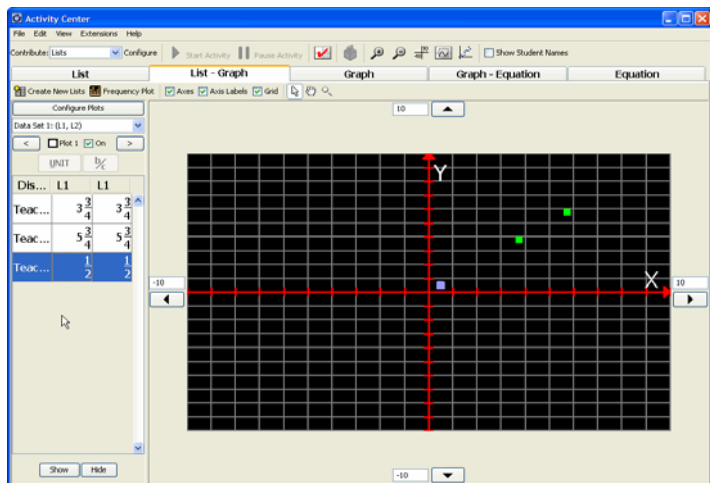 Activity Center
File Edit View Extensions Help
Contribute: Lists Configure Start Activity Pause Activity Show Student Names
List List - Graph Graph Graph - Equation Equation
Create New Lists Frequency Plot Axes Axis Labels Grid
Configure Plots
10
Data Set 1: (L1, L2)
< Plot 1 On >
UNIT b/c
Dis... L1 L1
Teac... 3 3/4 3 3/4
Teac... 5 3/4 5 3/4
Teac... 1/2 1/2
Y
X
-10
10
-10
Show Hide